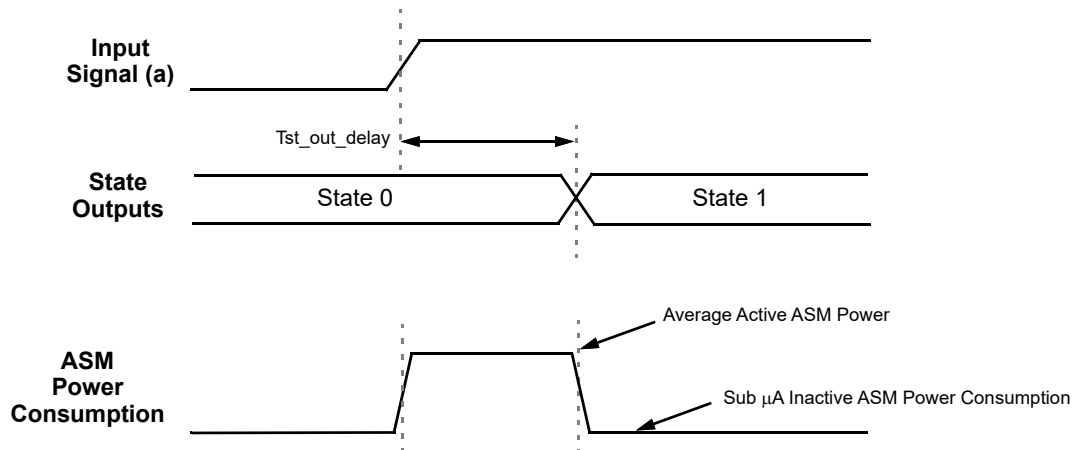 Input
Signal (a)
Tst_out_delay
State
Outputs
State 0
State 1
Average Active ASM Power
ASM
Power
Consumption
Sub μA Inactive ASM Power Consumption